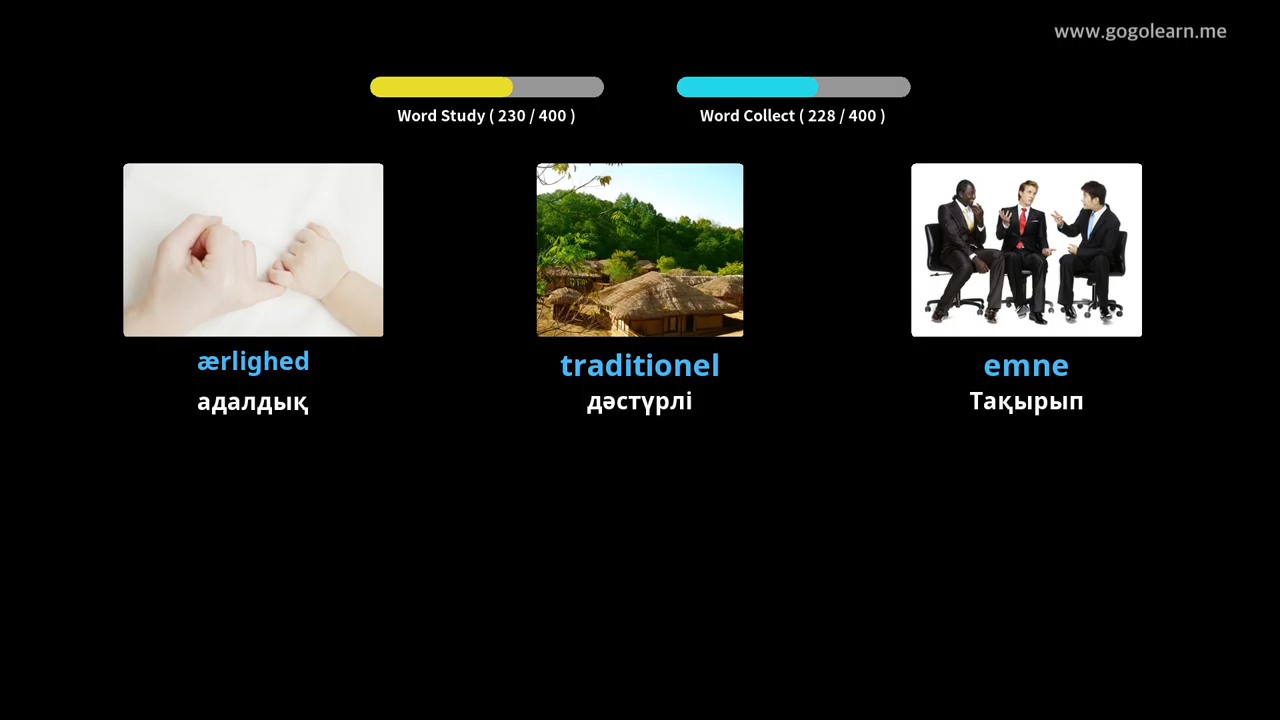 www.gogolearn.me
Word Study ( 230 / 400 )
Word Collect ( 228 / 400 )
ærlighed
адалдық
traditionel
дәстүрлі
emne
Тақырып